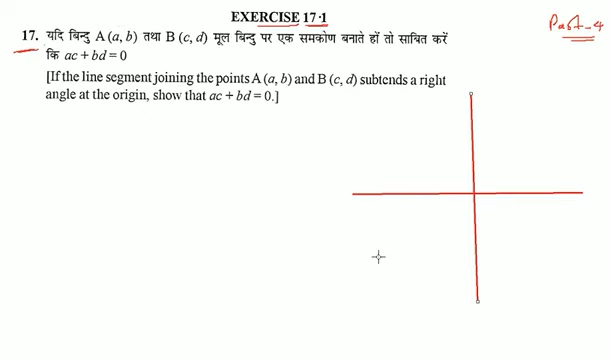 EXERCISE 17·1
Part-4
17. यदि बिन्दु A (a, b) तथा B (c, d) मूल बिन्दु पर एक समकोण बनाते हों तो साबित करें
कि ac + bd = 0
[If the line segment joining the points A (a, b) and B (c, d) subtends a right
angle at the origin, show that ac + bd = 0.]